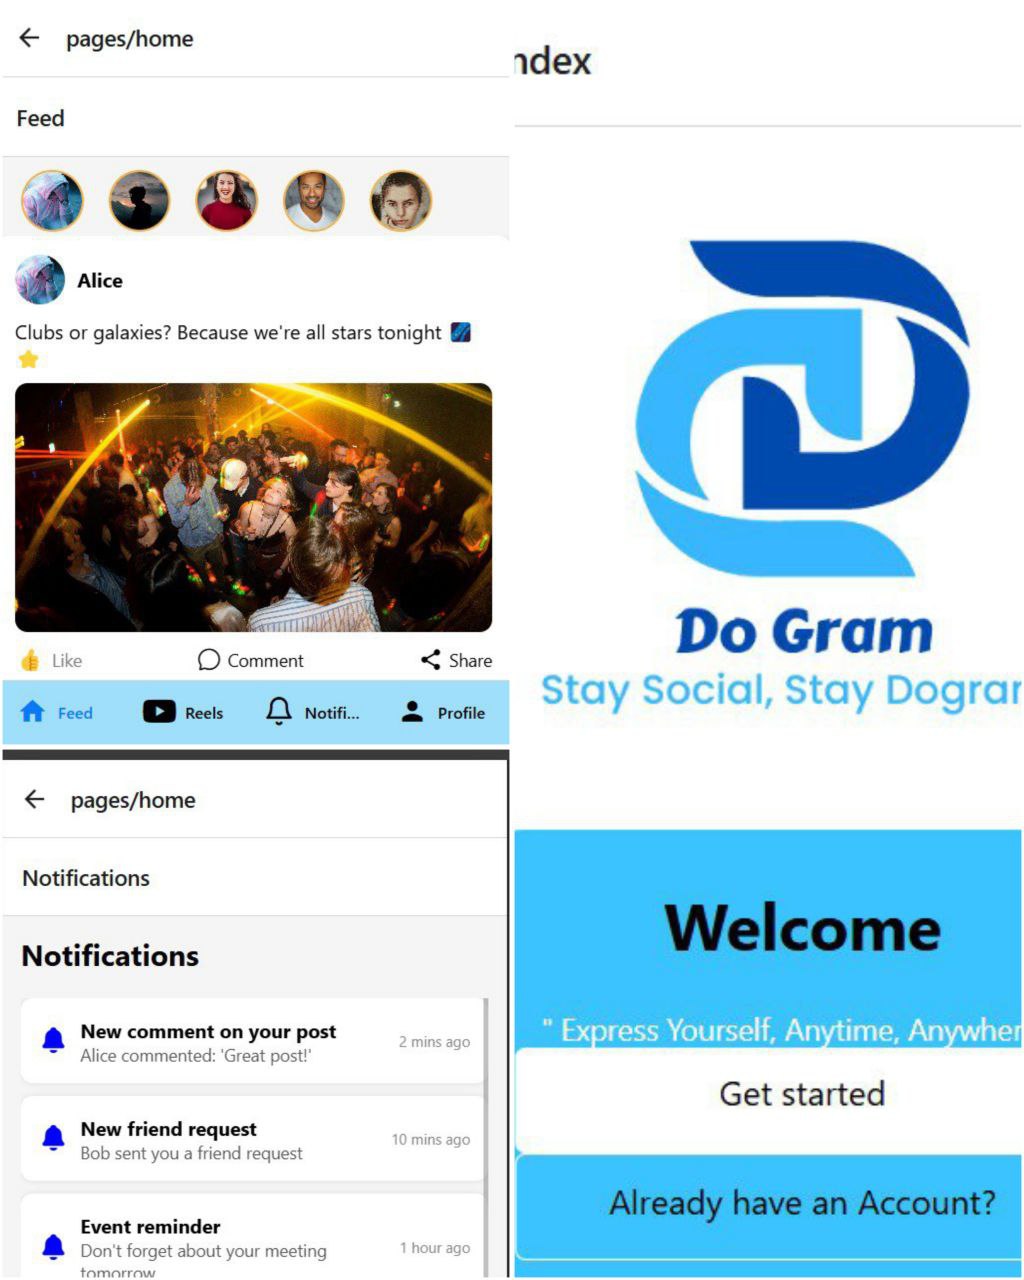 pages/home
Feed
Alice
Clubs or galaxies? Because we're all stars tonight 🌌
⭐
Like
Comment
Share
Feed
Reels
Notifi...
Profile
pages/home
Notifications
Notifications
New comment on your post
Alice commented: 'Great post!'
2 mins ago
New friend request
Bob sent you a friend request
10 mins ago
Event reminder
Don't forget about your meeting
tomorrow
1 hour ago
ndex
Do Gram
Stay Social, Stay Dogra
Welcome
" Express Yourself, Anytime, Anywher
Get started
Already have an Account?